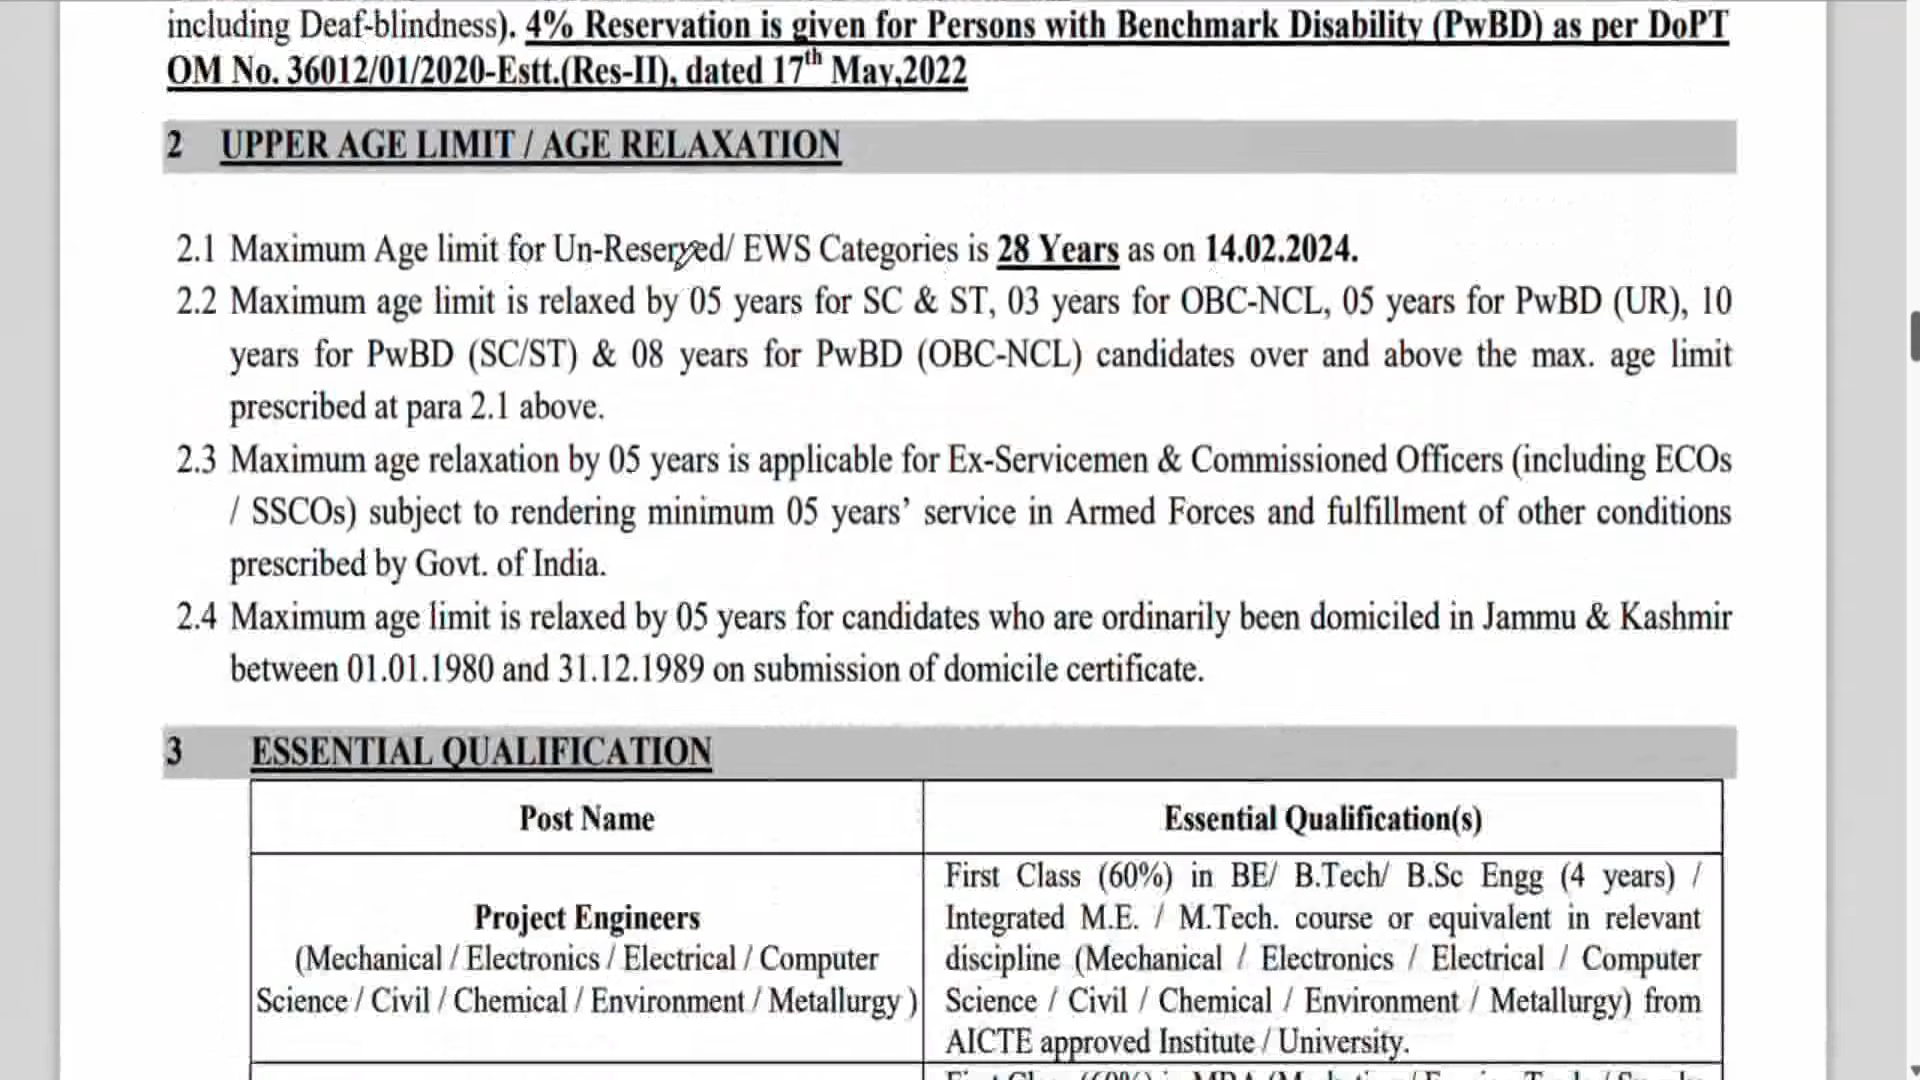 including Deaf-blindness). 4% Reservation is given for Persons with Benchmark Disability (PwBD) as per DoPT
OM No. 36012/01/2020-Estt.(Res-II), dated 17th May,2022
2 UPPER AGE LIMIT / AGE RELAXATION
2.1 Maximum Age limit for Un-Reserved/ EWS Categories is 28 Years as on 14.02.2024.
2.2 Maximum age limit is relaxed by 05 years for SC & ST, 03 years for OBC-NCL, 05 years for PwBD (UR), 10
years for PwBD (SC/ST) & 08 years for PwBD (OBC-NCL) candidates over and above the max. age limit
prescribed at para 2.1 above.
2.3 Maximum age relaxation by 05 years is applicable for Ex-Servicemen & Commissioned Officers (including ECOs
/ SSCOs) subject to rendering minimum 05 years’ service in Armed Forces and fulfillment of other conditions
prescribed by Govt. of India.
2.4 Maximum age limit is relaxed by 05 years for candidates who are ordinarily been domiciled in Jammu & Kashmir
between 01.01.1980 and 31.12.1989 on submission of domicile certificate.
3 ESSENTIAL QUALIFICATION
Post Name
Essential Qualification(s)
Project Engineers
(Mechanical / Electronics / Electrical / Computer
Science / Civil / Chemical / Environment / Metallurgy )
First Class (60%) in BE/ B.Tech/ B.Sc Engg (4 years) /
Integrated M.E. / M.Tech. course or equivalent in relevant
discipline (Mechanical / Electronics / Electrical / Computer
Science / Civil / Chemical / Environment / Metallurgy) from
AICTE approved Institute / University.